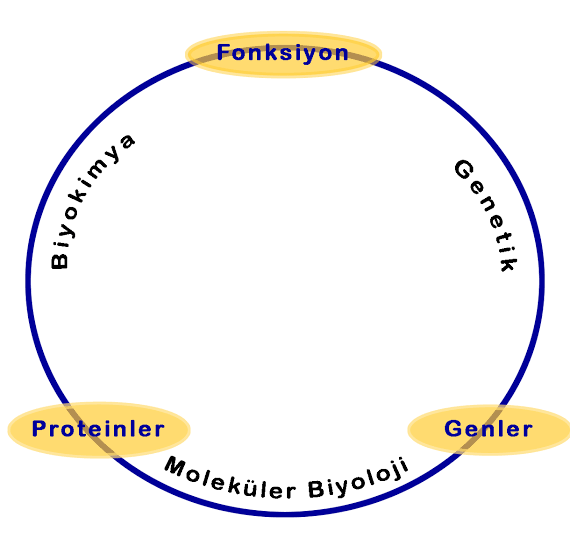 Fonksiyon
Biyokimya
Genetik
Proteinler
Genler
Moleküler Biyoloji